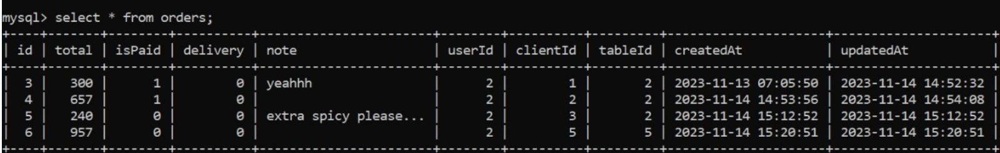 mysql> select * from orders;
+----+-------+--------+----------+----------------------+--------+----------+---------+---------------------+---------------------+
| id | total | isPaid | delivery | note                 | userId | clientId | tableId | createdAt           | updatedAt           |
+----+-------+--------+----------+----------------------+--------+----------+---------+---------------------+---------------------+
|  3 |   300 |      1 |        0 | yeahhh               |      2 |        1 |       2 | 2023-11-13 07:05:50 | 2023-11-14 14:52:32 |
|  4 |   657 |      1 |        0 |                      |      2 |        2 |       2 | 2023-11-14 14:53:56 | 2023-11-14 14:54:08 |
|  5 |   240 |      0 |        0 | extra spicy please... |      2 |        3 |       2 | 2023-11-14 15:12:52 | 2023-11-14 15:12:52 |
|  6 |   957 |      0 |        0 |                      |      2 |        5 |       5 | 2023-11-14 15:20:51 | 2023-11-14 15:20:51 |
+----+-------+--------+----------+----------------------+--------+----------+---------+---------------------+---------------------+